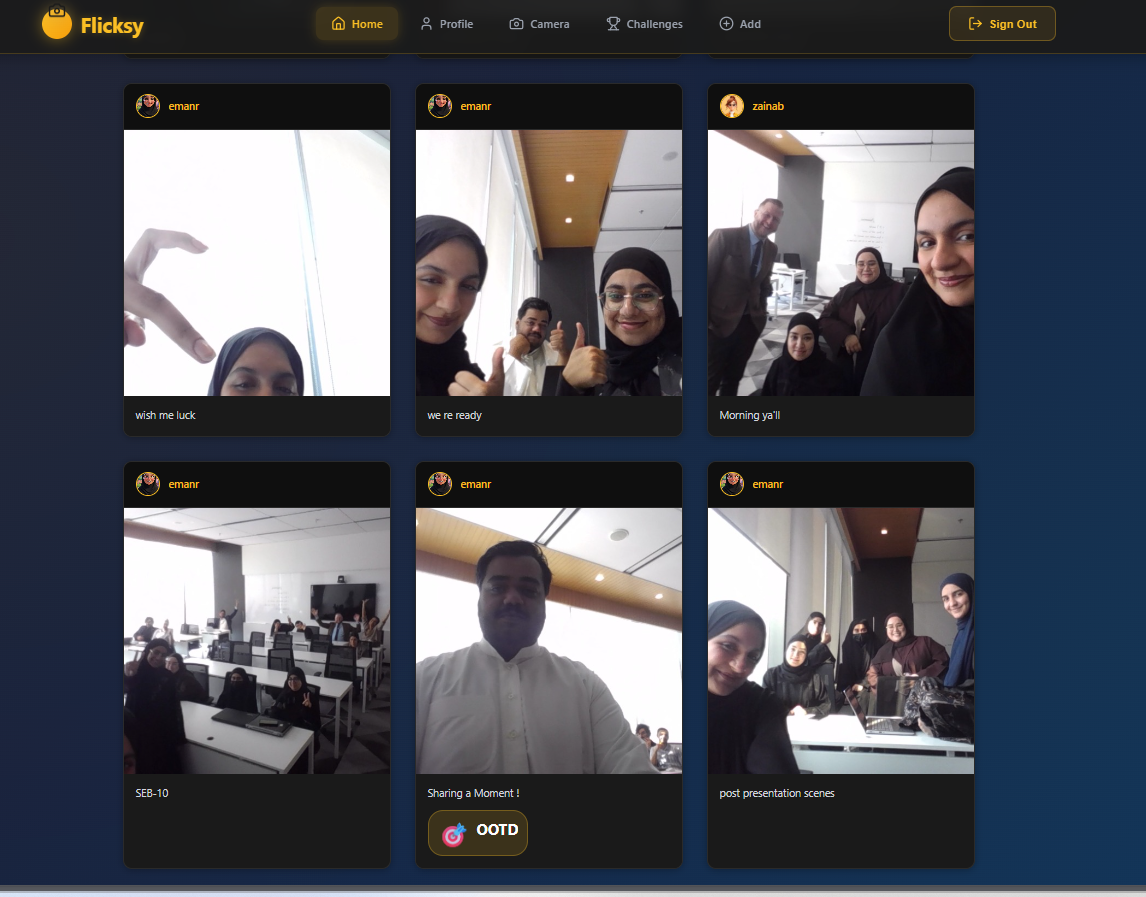 Flicksy
Home
Profile
Camera
Challenges
Add
Sign Out
emanr
emanr
zainab
wish me luck
we re ready
Morning ya'll
emanr
emanr
emanr
SEB-10
Sharing a Moment !
post presentation scenes
OOTD